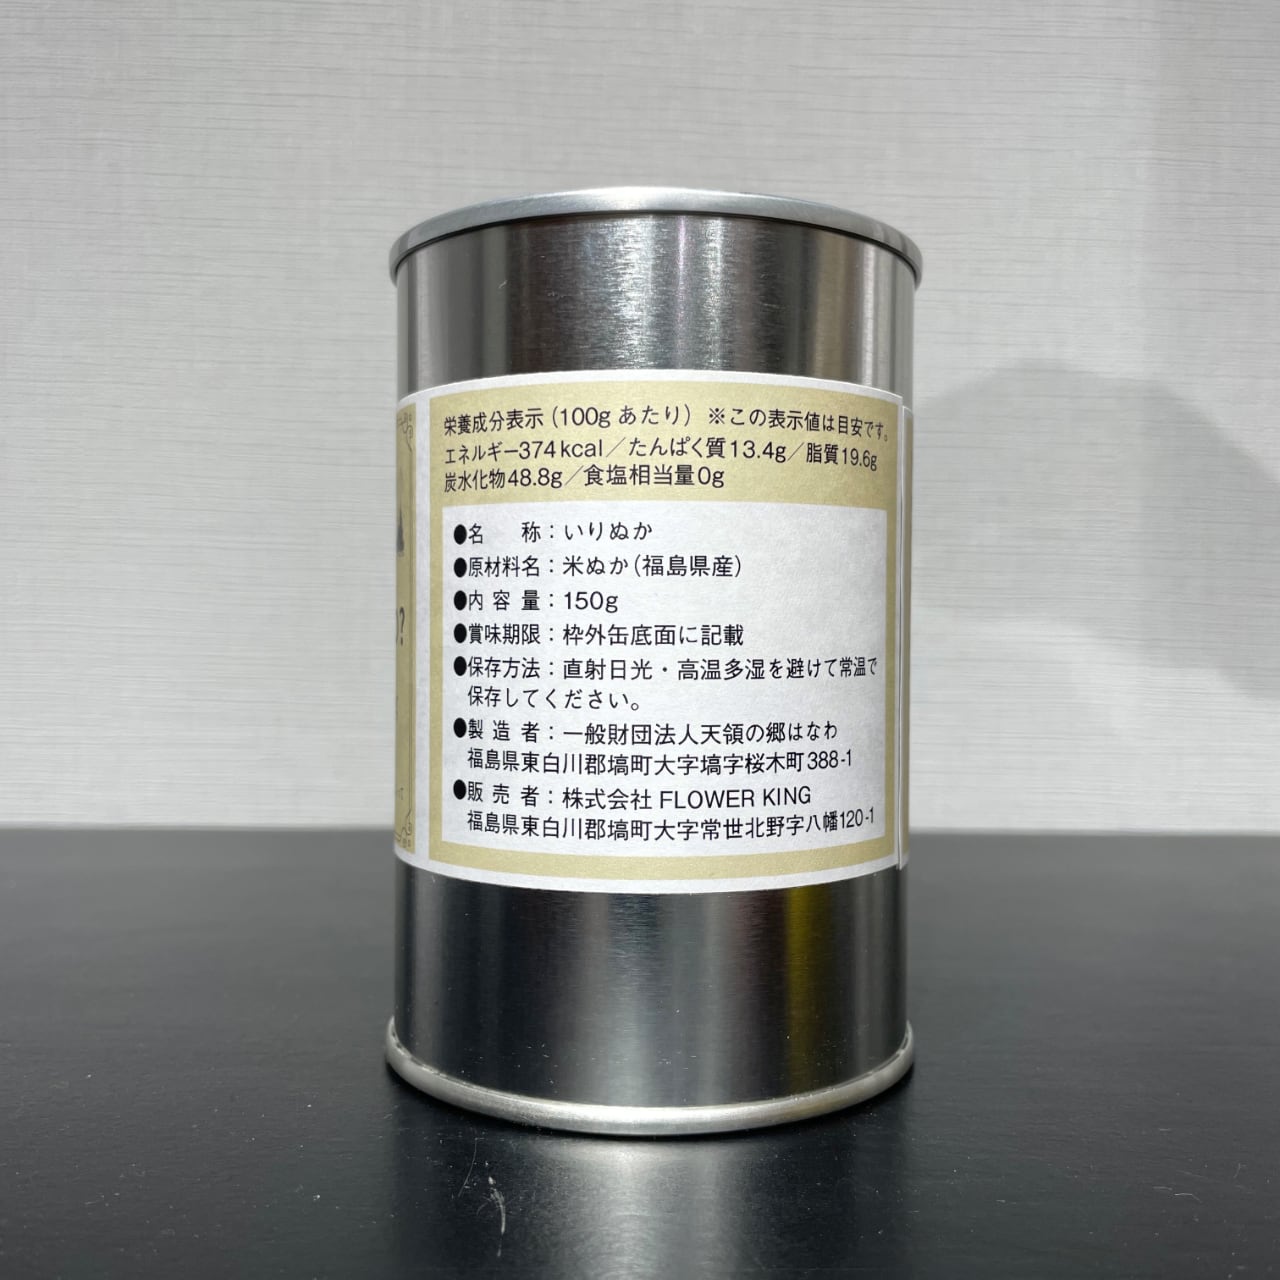 栄養成分表示（100gあたり）※この表示値は目安です。
エネルギー374kcal／たんぱく質13.4g／脂質19.6g
炭水化物48.8g／食塩相当量0g
●名　　称：いりぬか
●原材料名：米ぬか（福島県産）
●内 容 量：150g
●賞味期限：枠外缶底面に記載
●保存方法：直射日光・高温多湿を避けて常温で
保存してください。
●製 造 者：一般財団法人天領の郷はなわ
福島県東白川郡塙町大字塙字桜木町388-1
●販 売 者：株式会社 FLOWER KING
福島県東白川郡塙町大字常世北野字八幡120-1
?